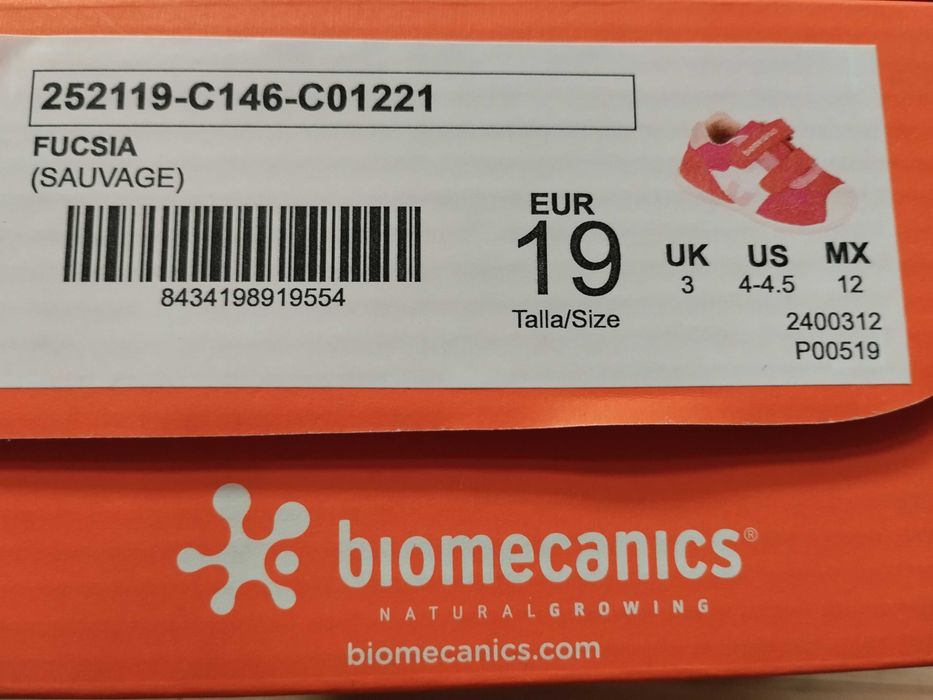 252119-C146-C01221
FUCSIA
(SAUVAGE)
8434198919554
EUR
19
Talla/Size
UK US MX
3 4-4.5 12
2400312
P00519
biomecanics
biomecanics®
NATURALGROWING
biomecanics.com